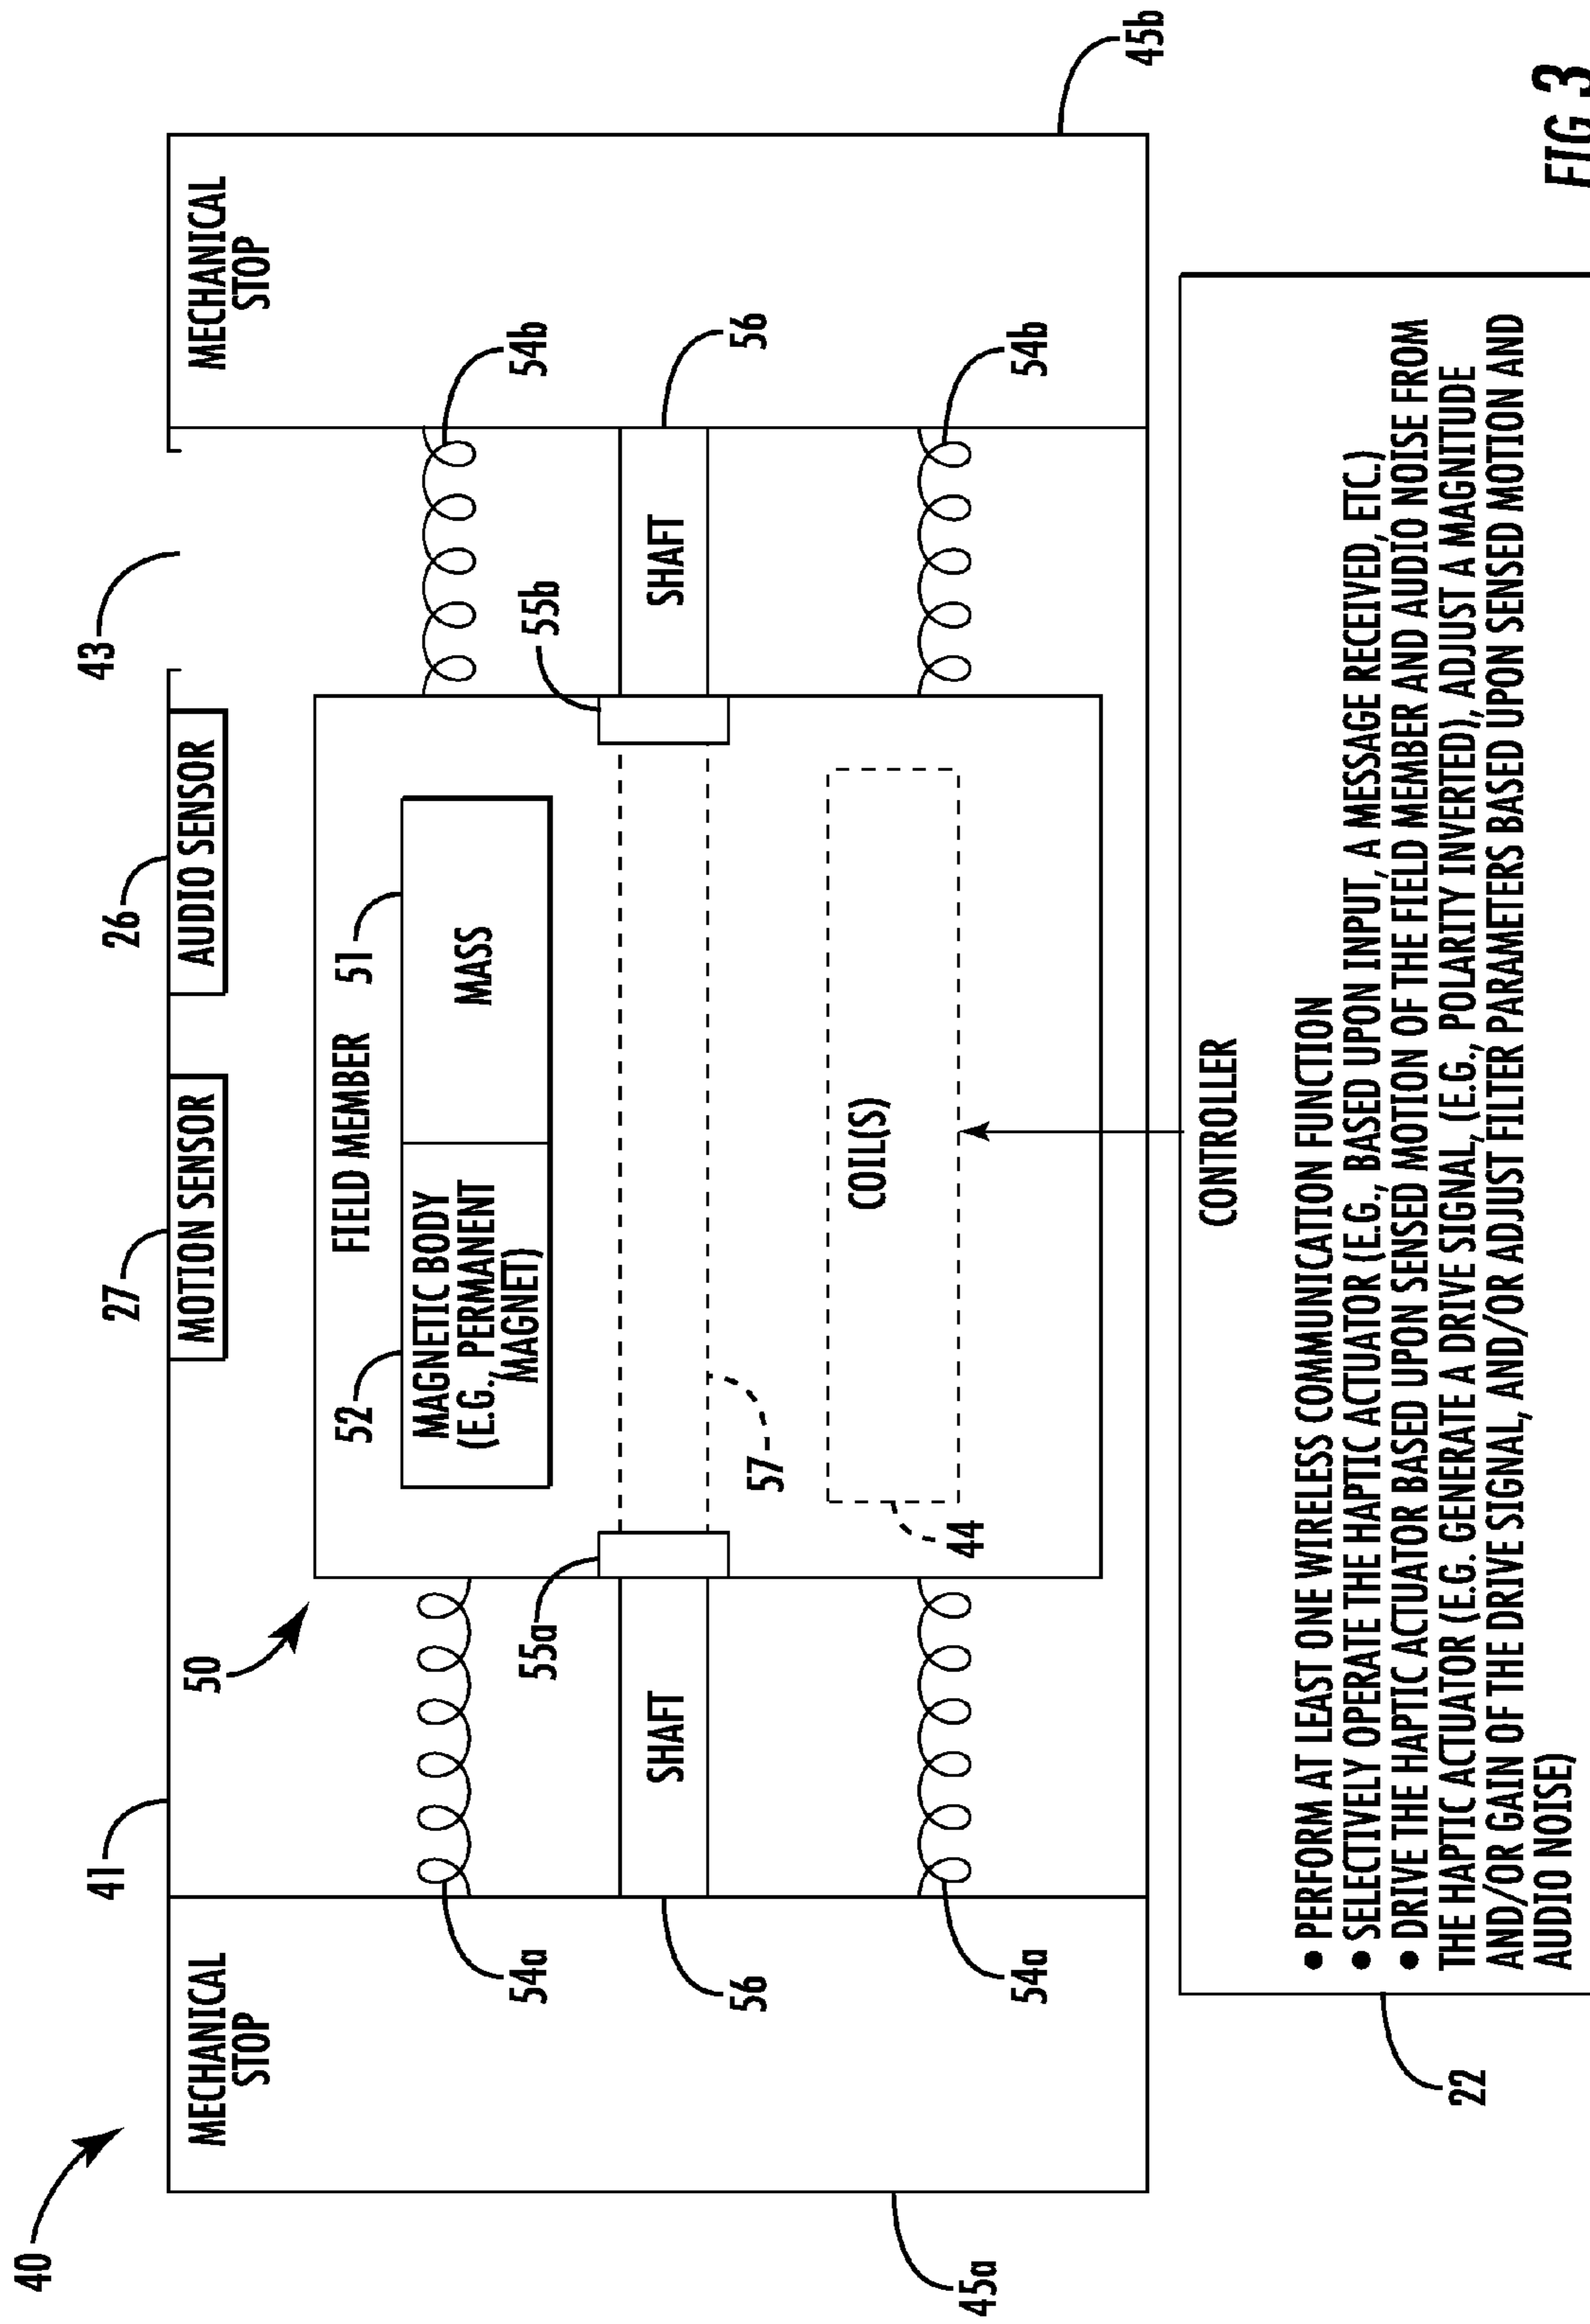 40
41
43
27
26
MECHANICAL
STOP
MOTION SENSOR
AUDIO SENSOR
MECHANICAL
STOP
50
52
FIELD MEMBER
51
MAGNETIC BODY
(E.G., PERMANENT
MAGNET)
MASS
54a
54b
55a
55b
SHAFT
SHAFT
56
56
57
COIL(S)
44
54a
54b
45a
45b
CONTROLLER
22
• PERFORM AT LEAST ONE WIRELESS COMMUNICATION FUNCTION
• SELECTIVELY OPERATE THE HAPTIC ACTUATOR (E.G., BASED UPON INPUT, A MESSAGE RECEIVED, ETC.)
• DRIVE THE HAPTIC ACTUATOR BASED UPON SENSED MOTION OF THE FIELD MEMBER AND AUDIO NOISE FROM
THE HAPTIC ACTUATOR (E.G. GENERATE A DRIVE SIGNAL, (E.G., POLARITY INVERTED), ADJUST A MAGNITUDE
AND/OR GAIN OF THE DRIVE SIGNAL, AND/OR ADJUST FILTER PARAMETERS BASED UPON SENSED MOTION AND
AUDIO NOISE)
FIG 3